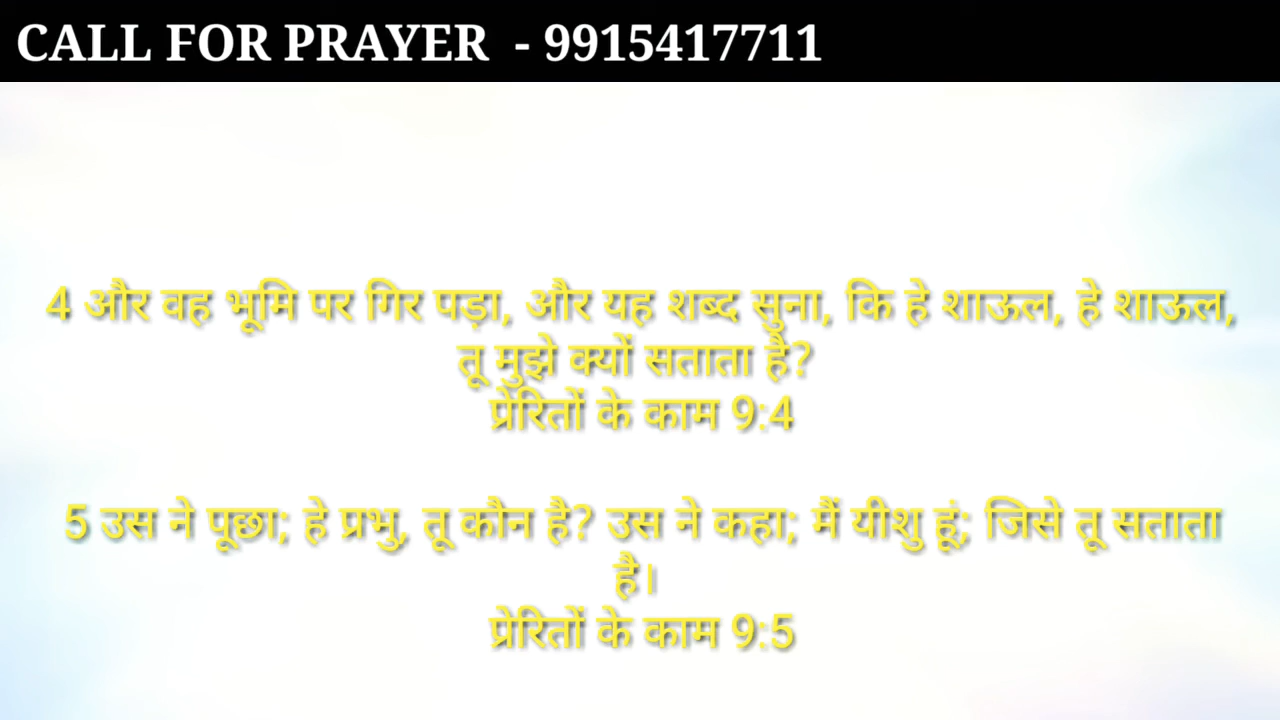 CALL FOR PRAYER - 9915417711
4 और वह भूमि पर गिर पड़ा, और यह शब्द सुना, कि हे शाऊल, हे शाऊल,
तू मुझे क्यों सताता है?
प्रेरितों के काम 9:4
5 उस ने पूछा; हे प्रभु, तू कौन है? उस ने कहा; मैं यीशु हूं; जिसे तू सताता
है।
प्रेरितों के काम 9:5